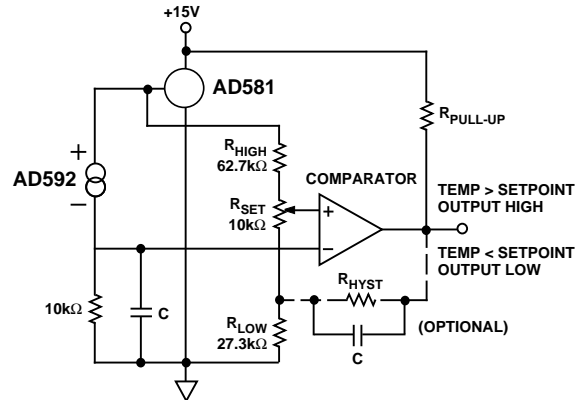 +15V
AD581
RPULL-UP
RHIGH
62.7kΩ
+
AD592
−
COMPARATOR
RSET
10kΩ
+
−
TEMP > SETPOINT
OUTPUT HIGH
TEMP < SETPOINT
OUTPUT LOW
RHYST
10kΩ
C
RLOW
27.3kΩ
C
(OPTIONAL)